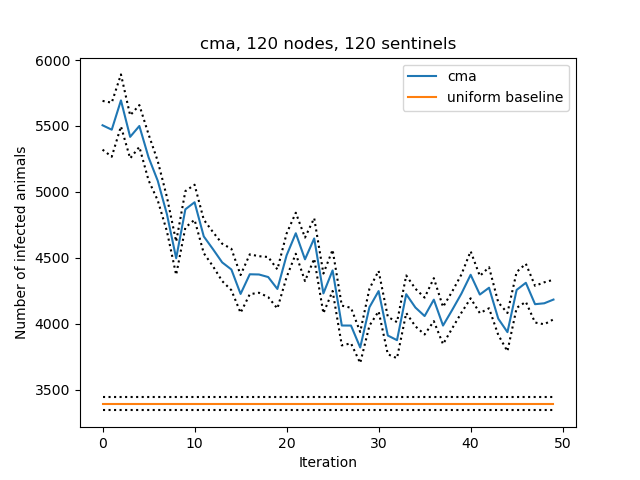 cma, 120 nodes, 120 sentinels
6000
5500
5000
4500
4000
3500
Number of infected animals
cma
uniform baseline
0
10
20
30
40
50
Iteration